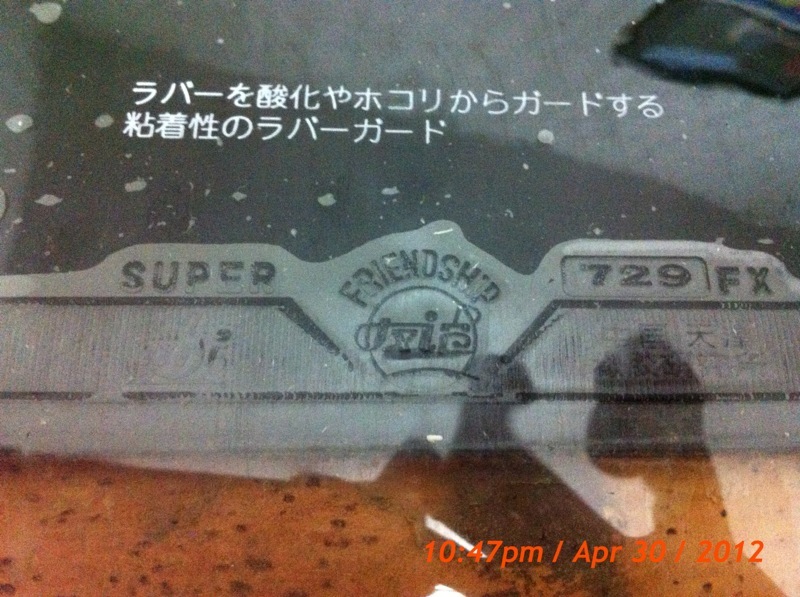 ラバーを酸化やホコリからガードする
粘着性のラバーガード
SUPER
FRIENDSHIP
729 FX
10:47pm / Apr 30 / 2012